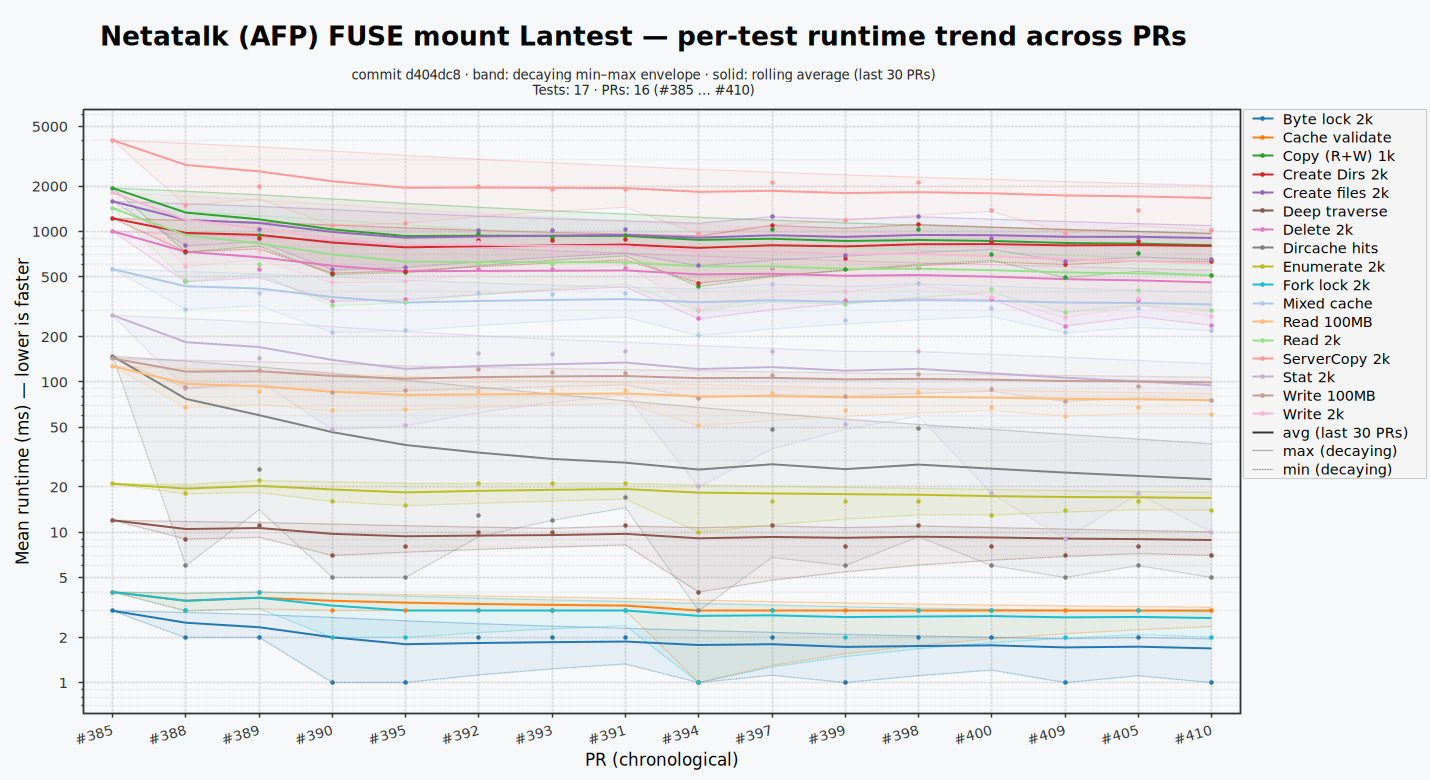 Netatalk (AFP) FUSE mount Lantest — per-test runtime trend across PRs
commit d404dc8 · band: decaying min–max envelope · solid: rolling average (last 30 PRs)
Tests: 17 · PRs: 16 (#385 … #410)
Mean runtime (ms) — lower is faster
5000
2000
1000
500
200
100
50
20
10
5
2
1
#385
#388
#389
#390
#395
#392
#393
#391
#394
#397
#399
#398
#400
#409
#405
#410
PR (chronological)
Byte lock 2k
Cache validate
Copy (R+W) 1k
Create Dirs 2k
Create files 2k
Deep traverse
Delete 2k
Dircache hits
Enumerate 2k
Fork lock 2k
Mixed cache
Read 100MB
Read 2k
ServerCopy 2k
Stat 2k
Write 100MB
Write 2k
avg (last 30 PRs)
max (decaying)
min (decaying)